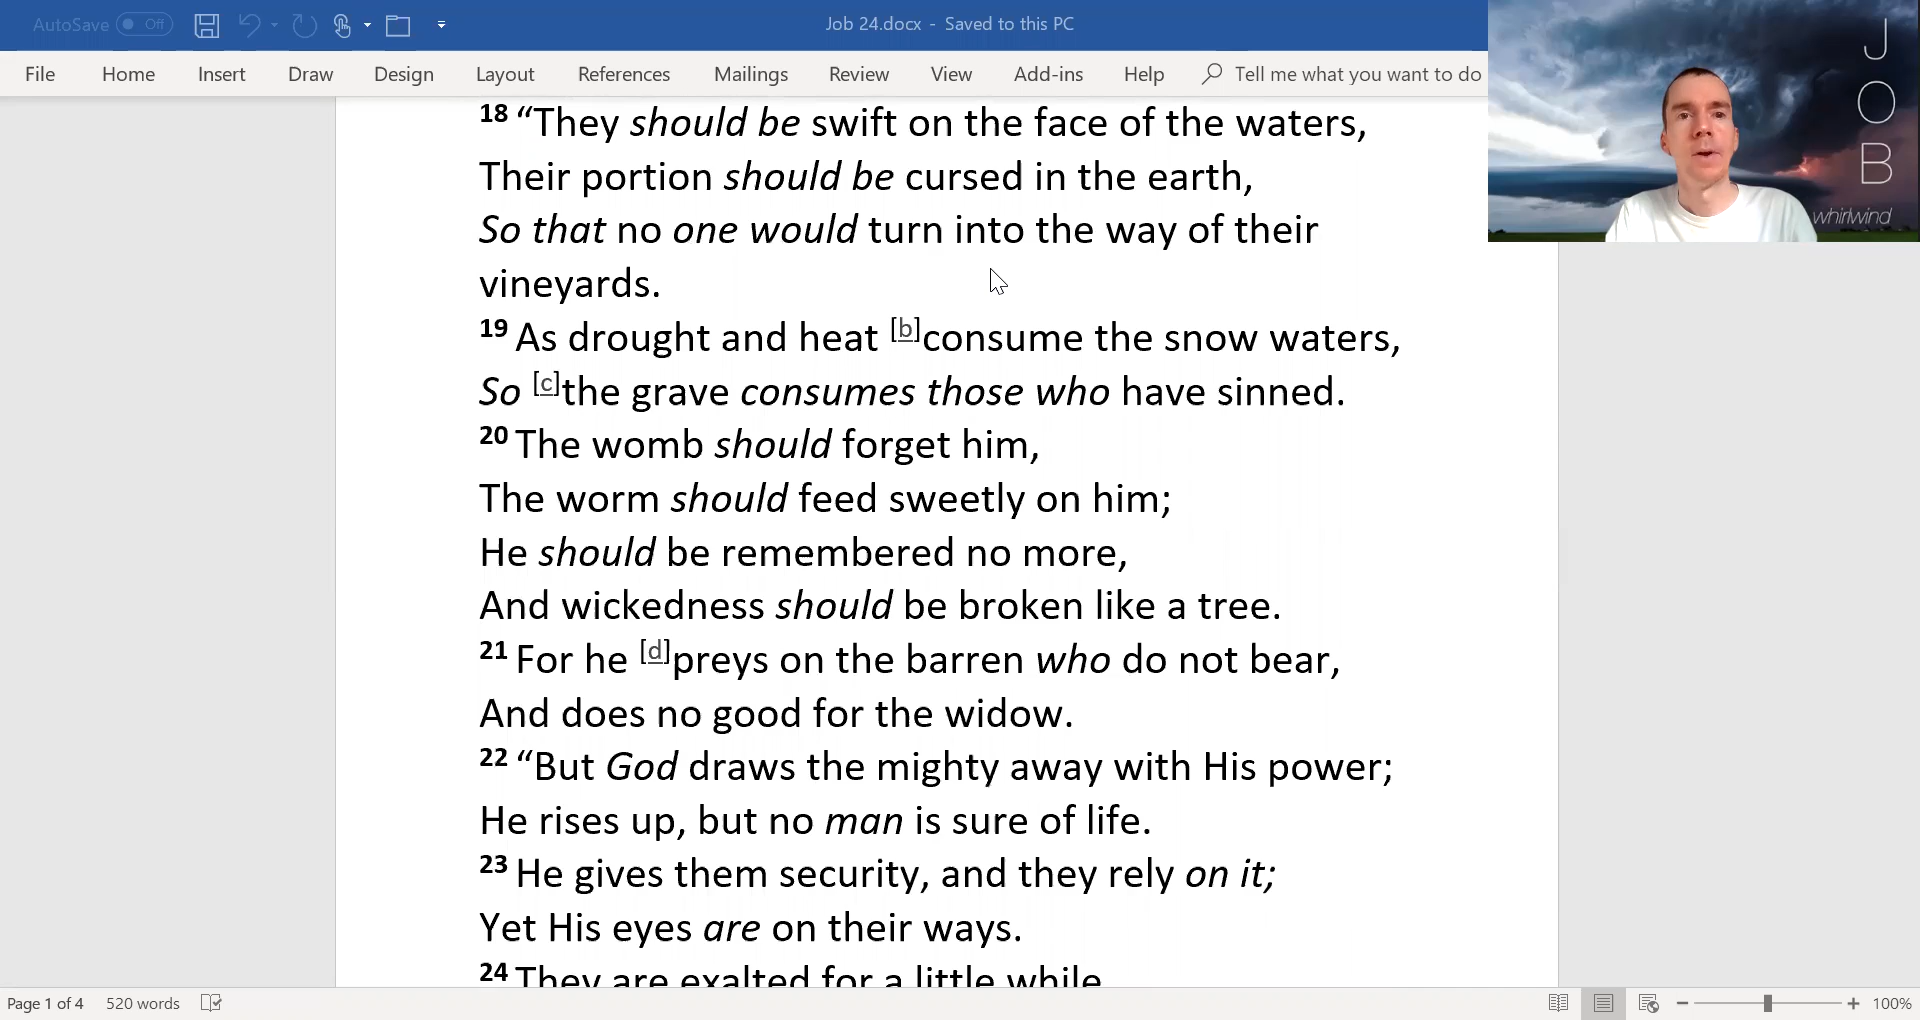 AutoSave Off
Job 24.docx - Saved to this PC
File Home Insert Draw Design Layout References Mailings Review View Add-ins Help Tell me what you want to do
J
O
B
whirlwind
18 “They should be swift on the face of the waters,
Their portion should be cursed in the earth,
So that no one would turn into the way of their
vineyards.
19 As drought and heat [b]consume the snow waters,
So [c]the grave consumes those who have sinned.
20 The womb should forget him,
The worm should feed sweetly on him;
He should be remembered no more,
And wickedness should be broken like a tree.
21 For he [d]preys on the barren who do not bear,
And does no good for the widow.
22 “But God draws the mighty away with His power;
He rises up, but no man is sure of life.
23 He gives them security, and they rely on it;
Yet His eyes are on their ways.
24 They are exalted for a little while
Page 1 of 4 520 words 100%